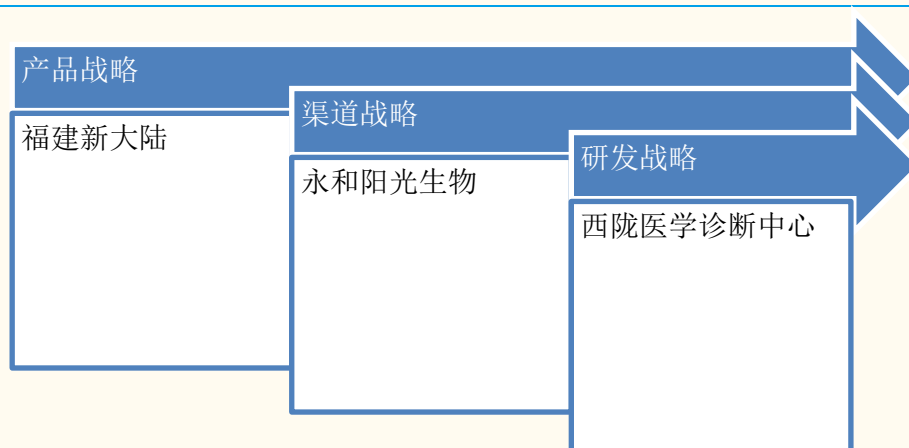 产品战略
福建新大陆
渠道战略
永和阳光生物
研发战略
西陇医学诊断中心